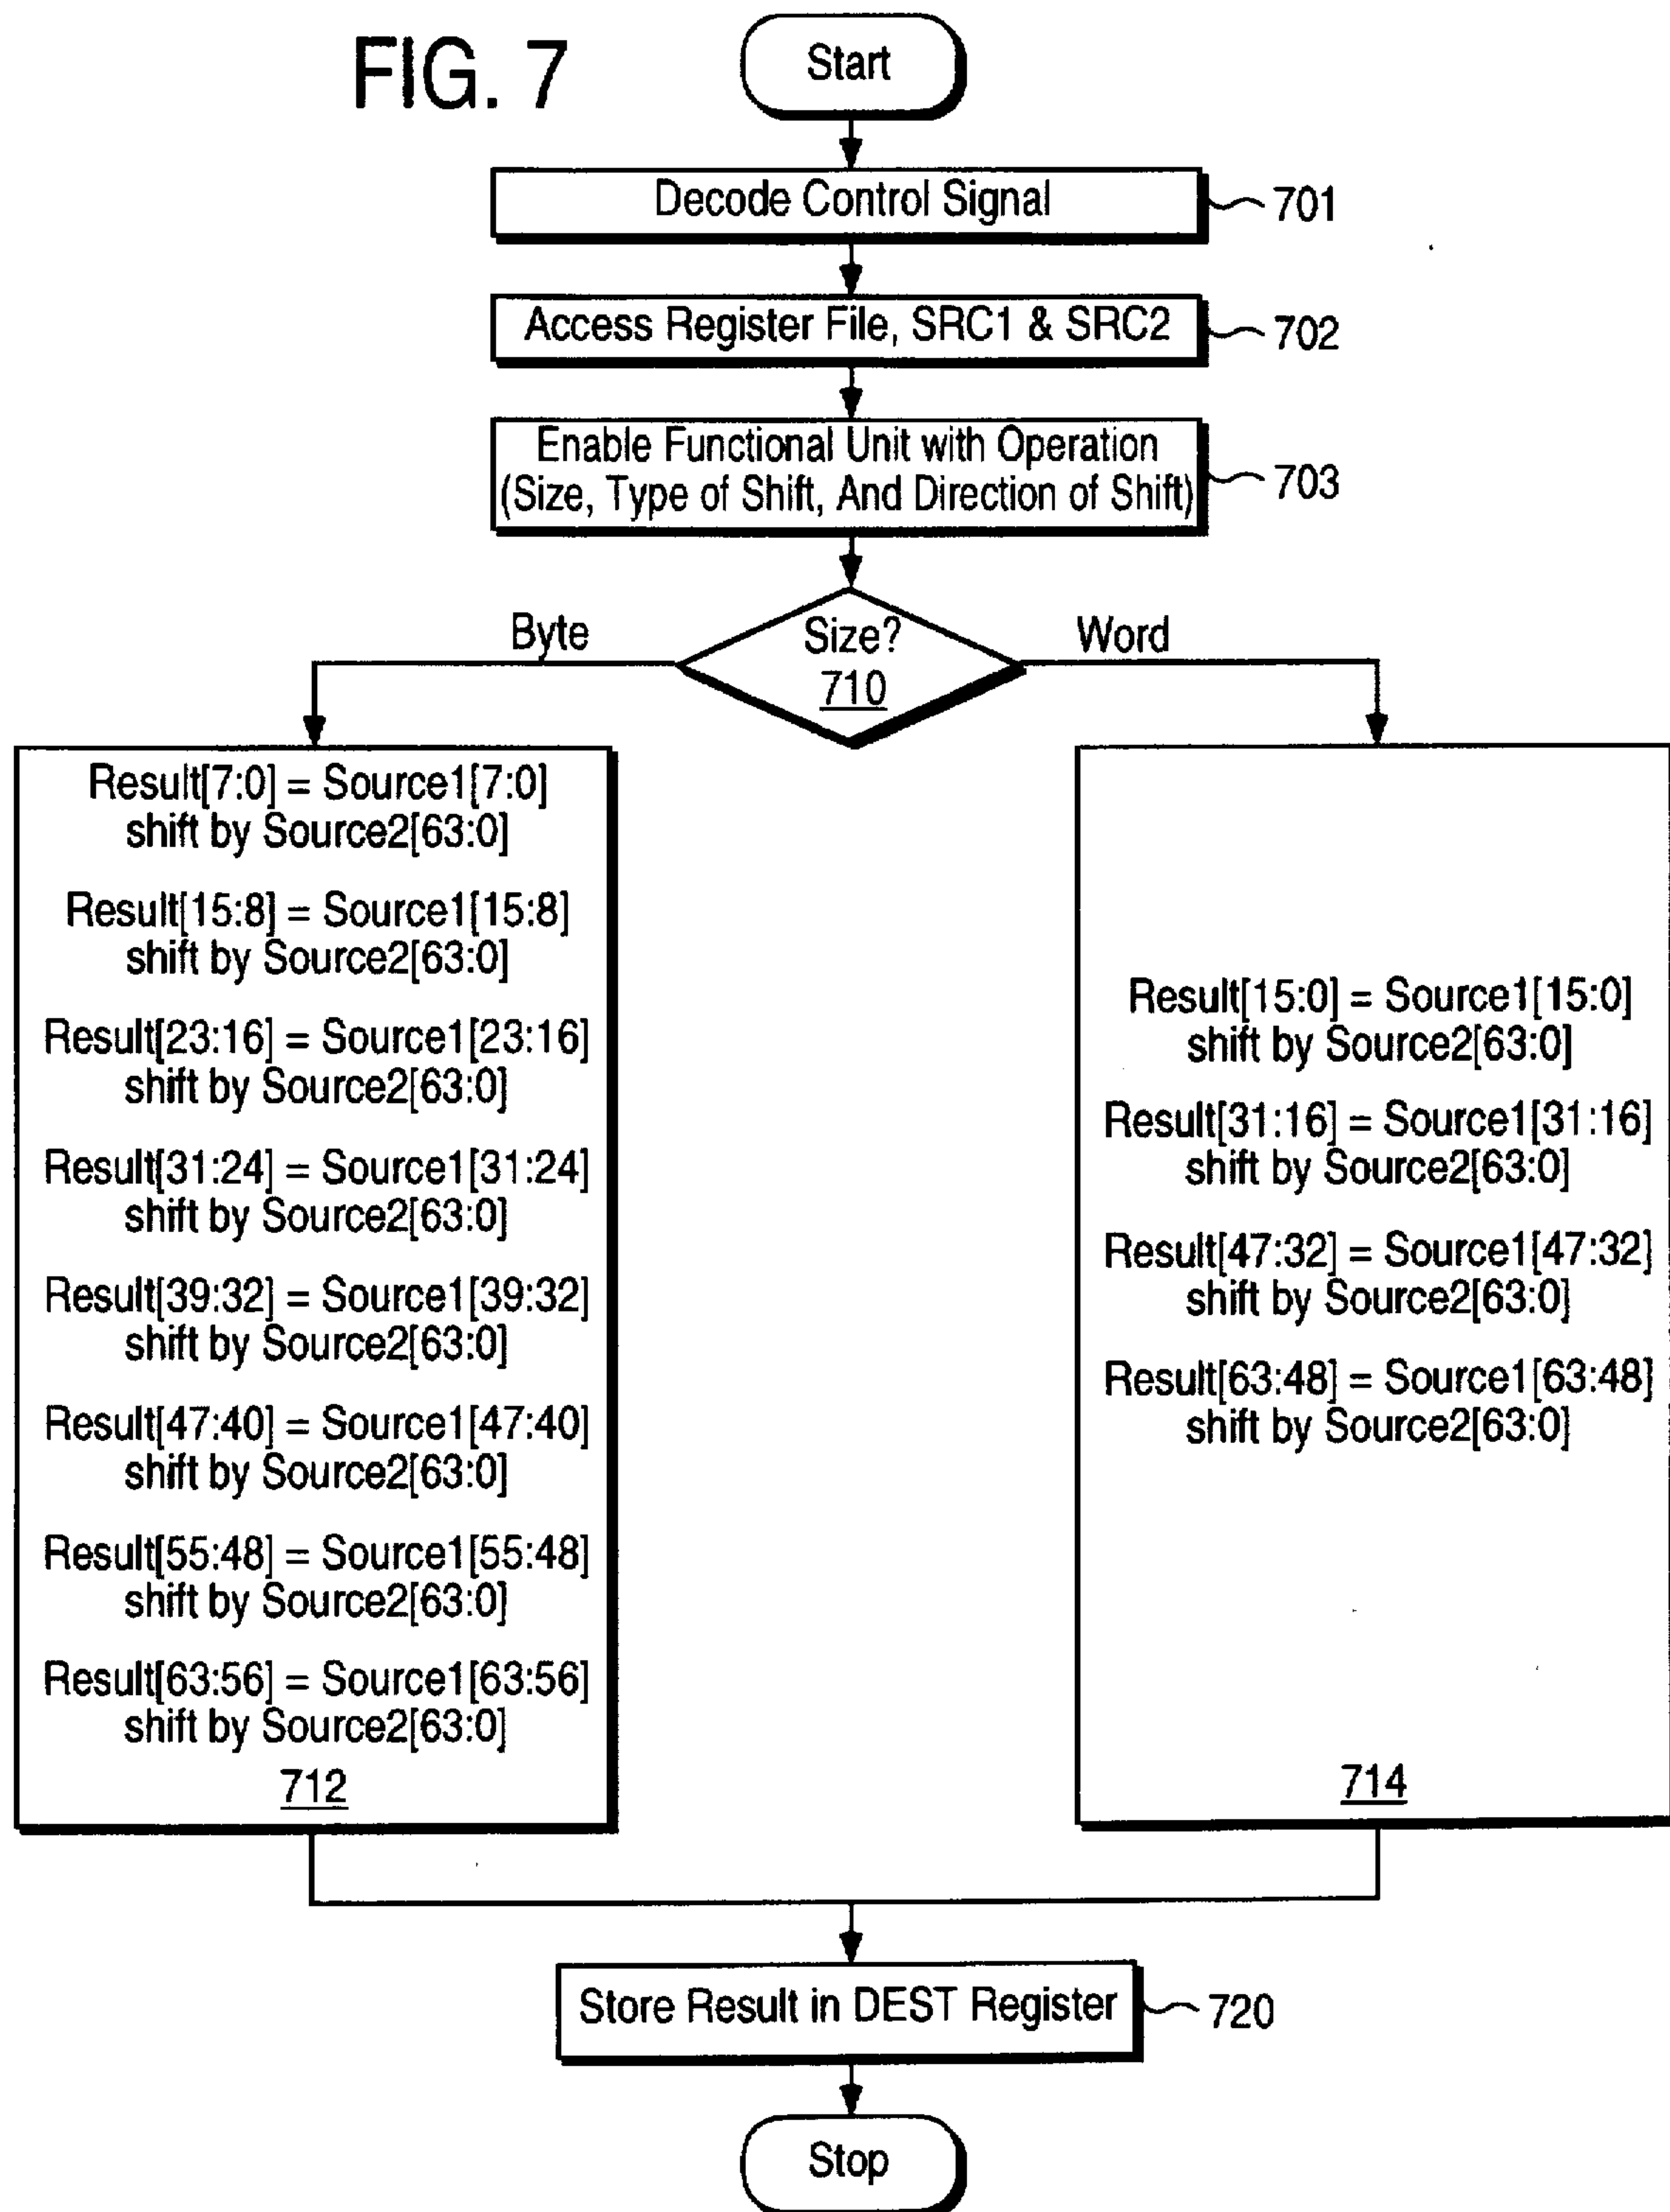 FIG. 7
Start
Decode Control Signal
701
Access Register File, SRC1 & SRC2
702
Enable Functional Unit with Operation
(Size, Type of Shift, And Direction of Shift)
703
Size?
710
Byte
Word
Result[7:0] = Source1[7:0]
shift by Source2[63:0]
Result[15:8] = Source1[15:8]
shift by Source2[63:0]
Result[23:16] = Source1[23:16]
shift by Source2[63:0]
Result[31:24] = Source1[31:24]
shift by Source2[63:0]
Result[39:32] = Source1[39:32]
shift by Source2[63:0]
Result[47:40] = Source1[47:40]
shift by Source2[63:0]
Result[55:48] = Source1[55:48]
shift by Source2[63:0]
Result[63:56] = Source1[63:56]
shift by Source2[63:0]
712
Result[15:0] = Source1[15:0]
shift by Source2[63:0]
Result[31:16] = Source1[31:16]
shift by Source2[63:0]
Result[47:32] = Source1[47:32]
shift by Source2[63:0]
Result[63:48] = Source1[63:48]
shift by Source2[63:0]
714
Store Result in DEST Register
720
Stop